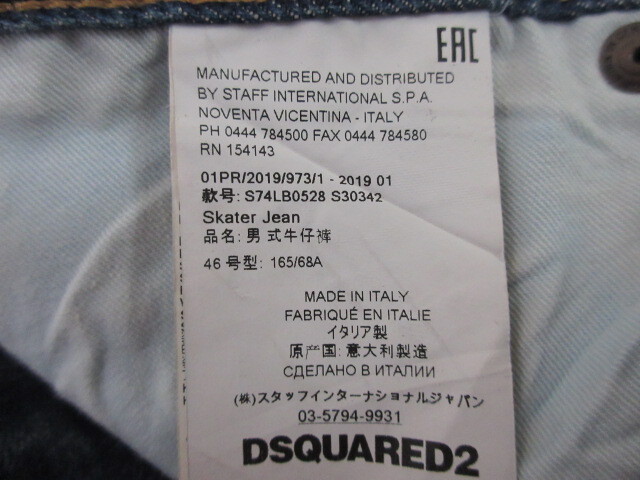 EAC
MANUFACTURED AND DISTRIBUTED
BY STAFF INTERNATIONAL S.P.A.
NOVENTA VICENTINA - ITALY
PH 0444 784500 FAX 0444 784580
RN 154143
01PR/2019/973/1 - 2019 01
款号: S74LB0528 S30342
Skater Jean
品名: 男 式牛仔裤
46 号型: 165/68A
MADE IN ITALY
FABRIQUÉ EN ITALIE
イタリア製
原产国: 意大利製造
СДЕЛАНО В ИТАЛИИ
(株)スタッフインターナショナルジャパン
03-5794-9931
DSQUARED2